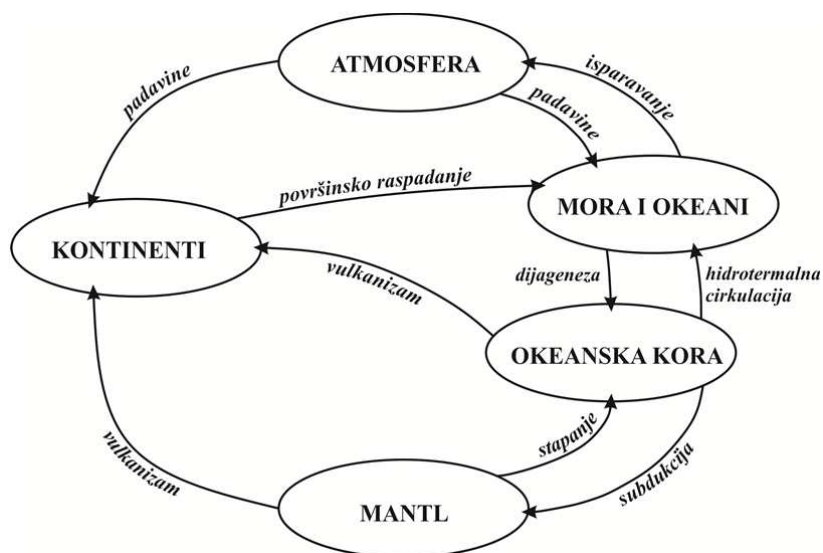 ATMOSFERA
padavine
padavine
isparavanje
površinsko raspadanje
MORA I OKEANI
KONTINENTI
vulkanizam
dijageneza
hidrotermalna
cirkulacija
OKEANSKA KORA
stapanje
subdukcija
vulkanizam
MANTL